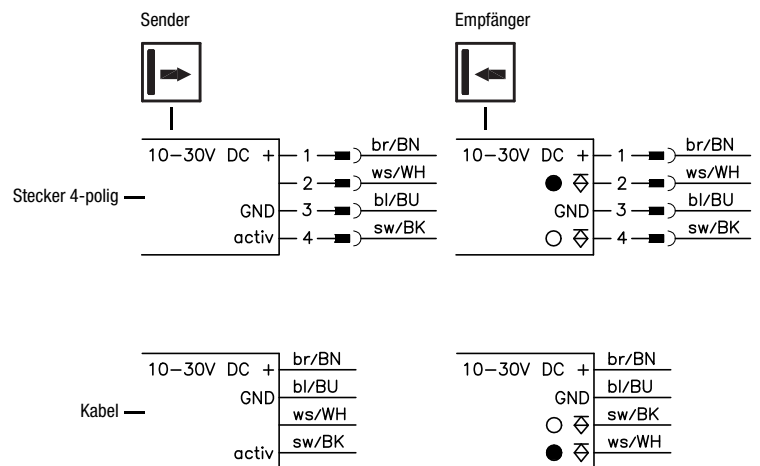 Sender Empfänger
10–30V DC + 1 br/BN 10–30V DC + 1 br/BN
2 ws/WH 2 ws/WH
Stecker 4-polig
GND 3 bl/BU GND 3 bl/BU
activ 4 sw/BK 4 sw/BK
10–30V DC + br/BN 10–30V DC + br/BN
GND bl/BU GND bl/BU
Kabel
ws/WH sw/BK
activ sw/BK ws/WH